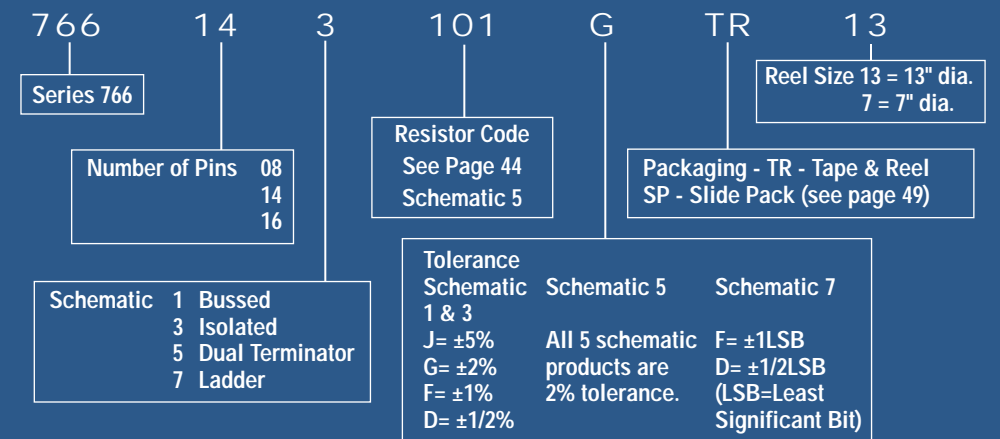 766 14 3 101 G TR 13
Series 766
Reel Size 13 = 13" dia.
7 = 7" dia.
Number of Pins 08
14
16
Resistor Code
See Page 44
Schematic 5
Packaging - TR - Tape & Reel
SP - Slide Pack (see page 49)
Schematic 1 Bussed
3 Isolated
5 Dual Terminator
7 Ladder
Tolerance
Schematic Schematic 5 Schematic 7
1 & 3
J= ±5% All 5 schematic F= ±1LSB
G= ±2% products are D= ±1/2LSB
F= ±1% 2% tolerance. (LSB=Least
D= ±1/2% Significant Bit)